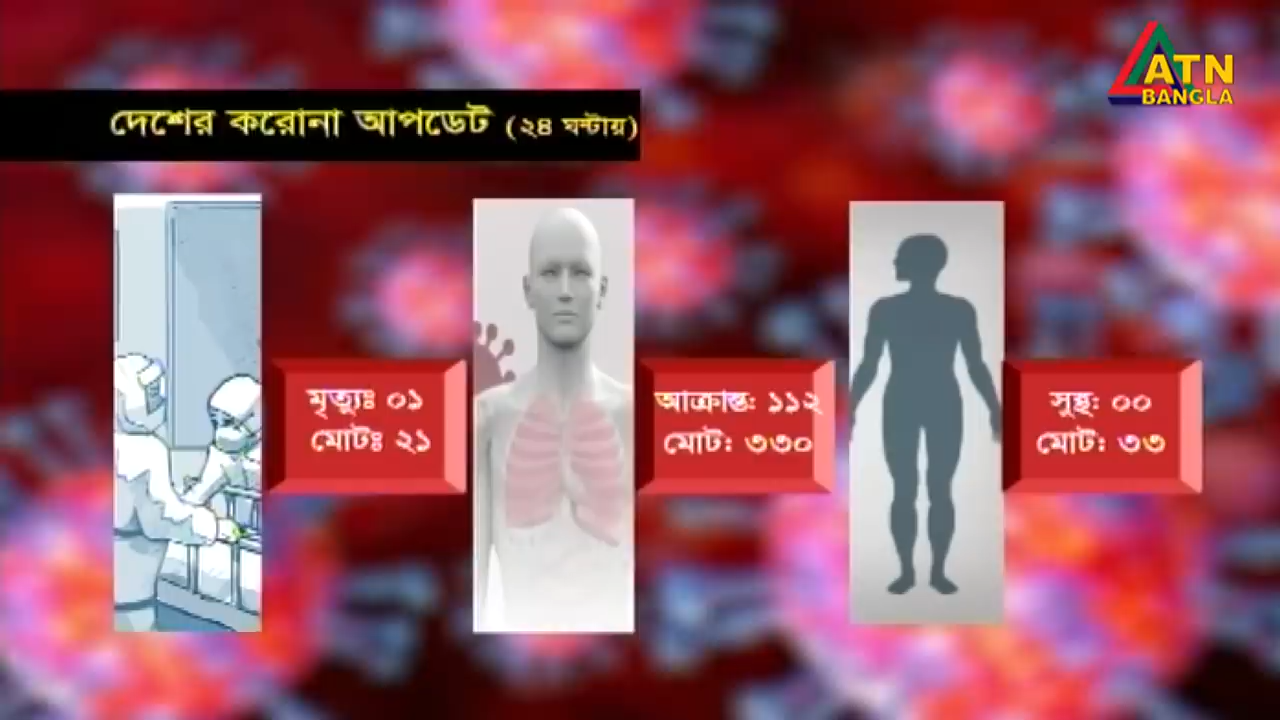 ATN
BANGLA
দেশের করোনা আপডেট (২৪ ঘন্টায়)
মৃত্যুঃ ০১
মোটঃ ২১
আক্রান্ত: ১১২
মোট: ৩৩০
সুস্থ: ০০
মোট: ৩৩